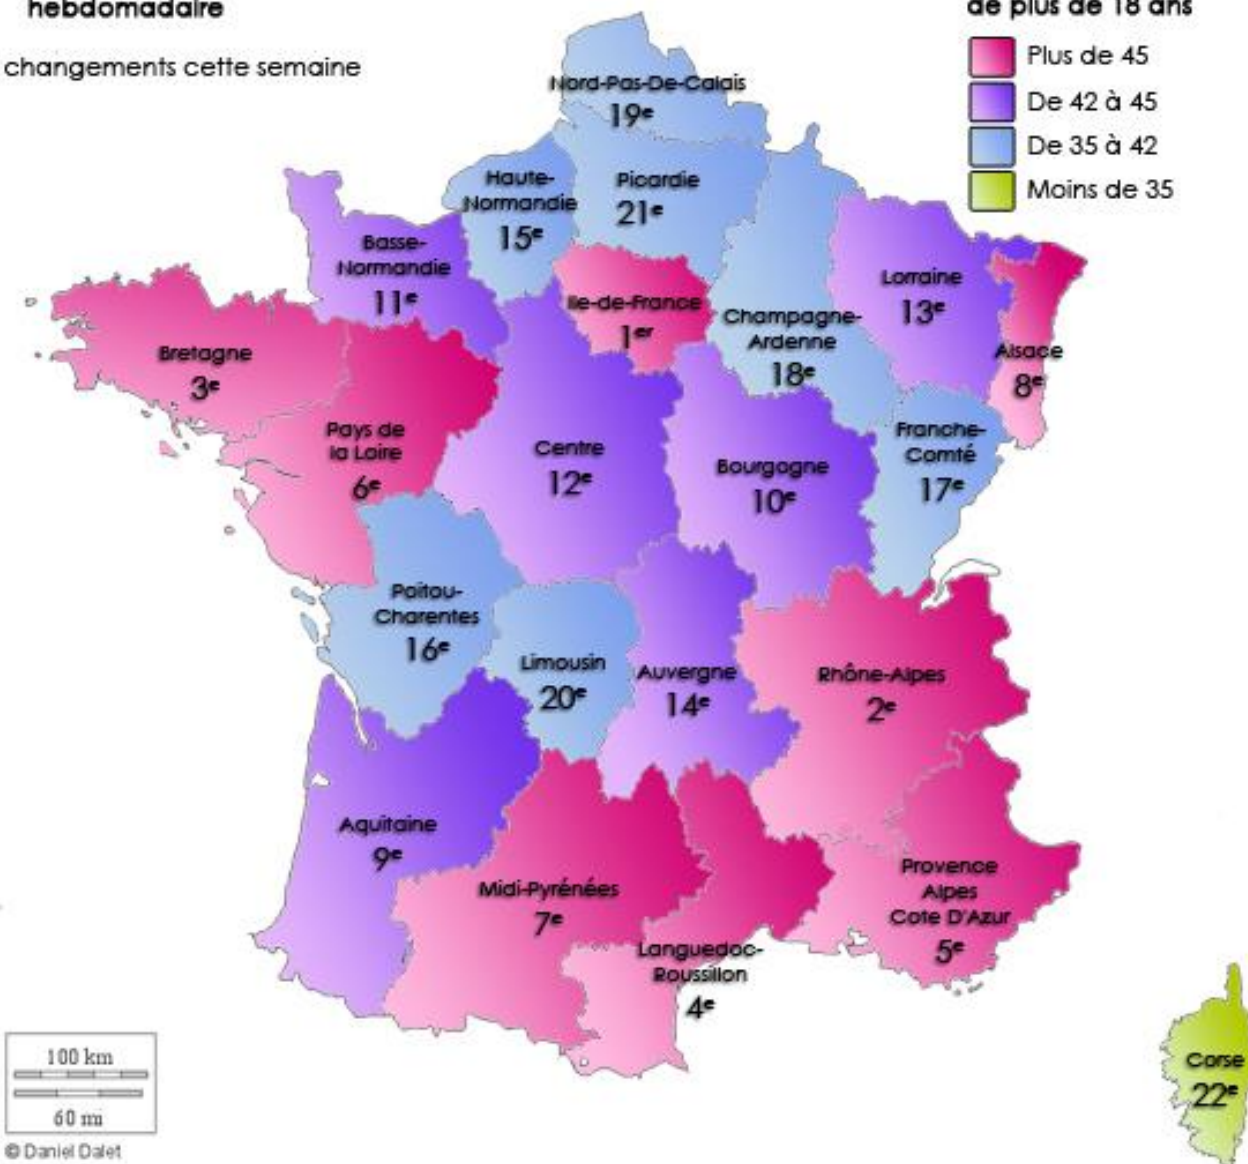 hebdomadaire
changements cette semaine
de plus de 18 ans
Plus de 45
De 42 à 45
De 35 à 42
Moins de 35
Nord-Pas-De-Calais
19e
Haute-
Normandie
15e
Picardie
21e
Basse-
Normandie
11e
Ile-de-France
1er
Champagne-
Ardenne
18e
Lorraine
13e
Alsace
8e
Bretagne
3e
Pays de
la Loire
6e
Centre
12e
Bourgogne
10e
Franche-
Comté
17e
Poitou-
Charentes
16e
Limousin
20e
Auvergne
14e
Rhône-Alpes
2e
Aquitaine
9e
Midi-Pyrénées
7e
Languedoc-
Roussillon
4e
Provence
Alpes
Cote D'Azur
5e
Corse
22e
100 km
60 mi
© Daniel Dalet